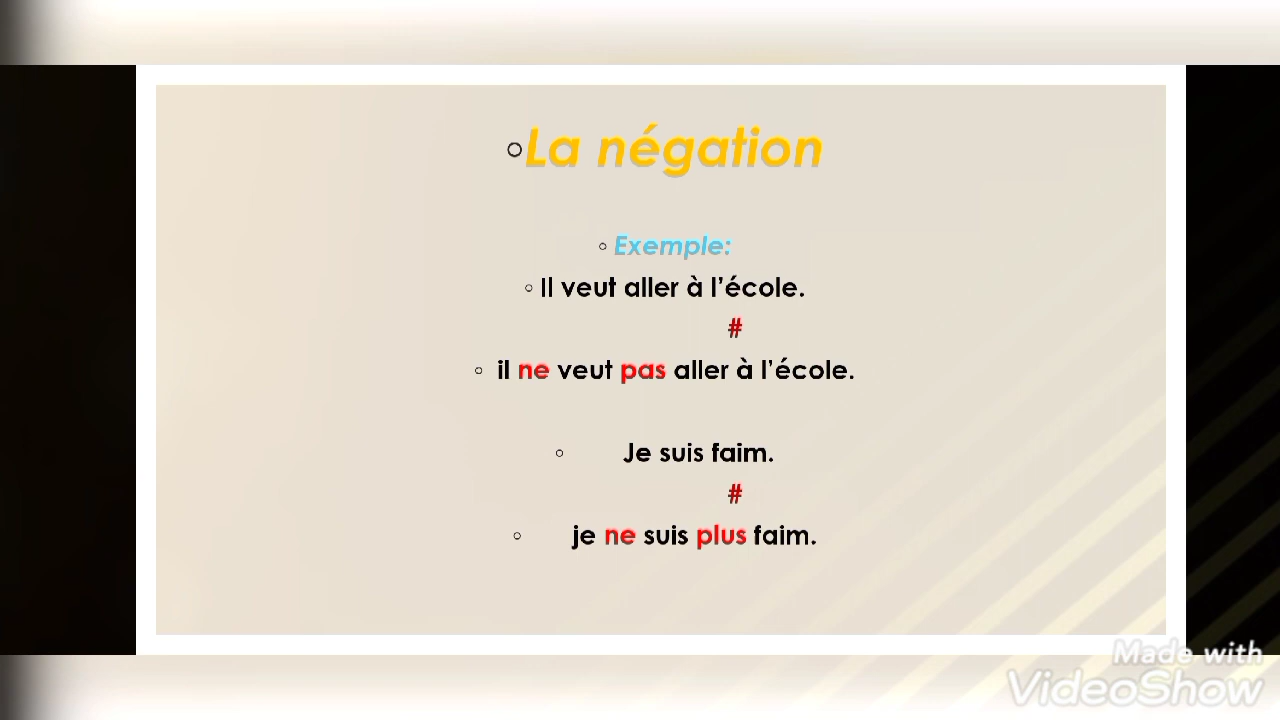 ◦La négation
◦ Exemple:
◦ Il veut aller à l’école.
#
◦ il ne veut pas aller à l’école.
◦ Je suis faim.
#
◦ je ne suis plus faim.
Made with
VideoShow